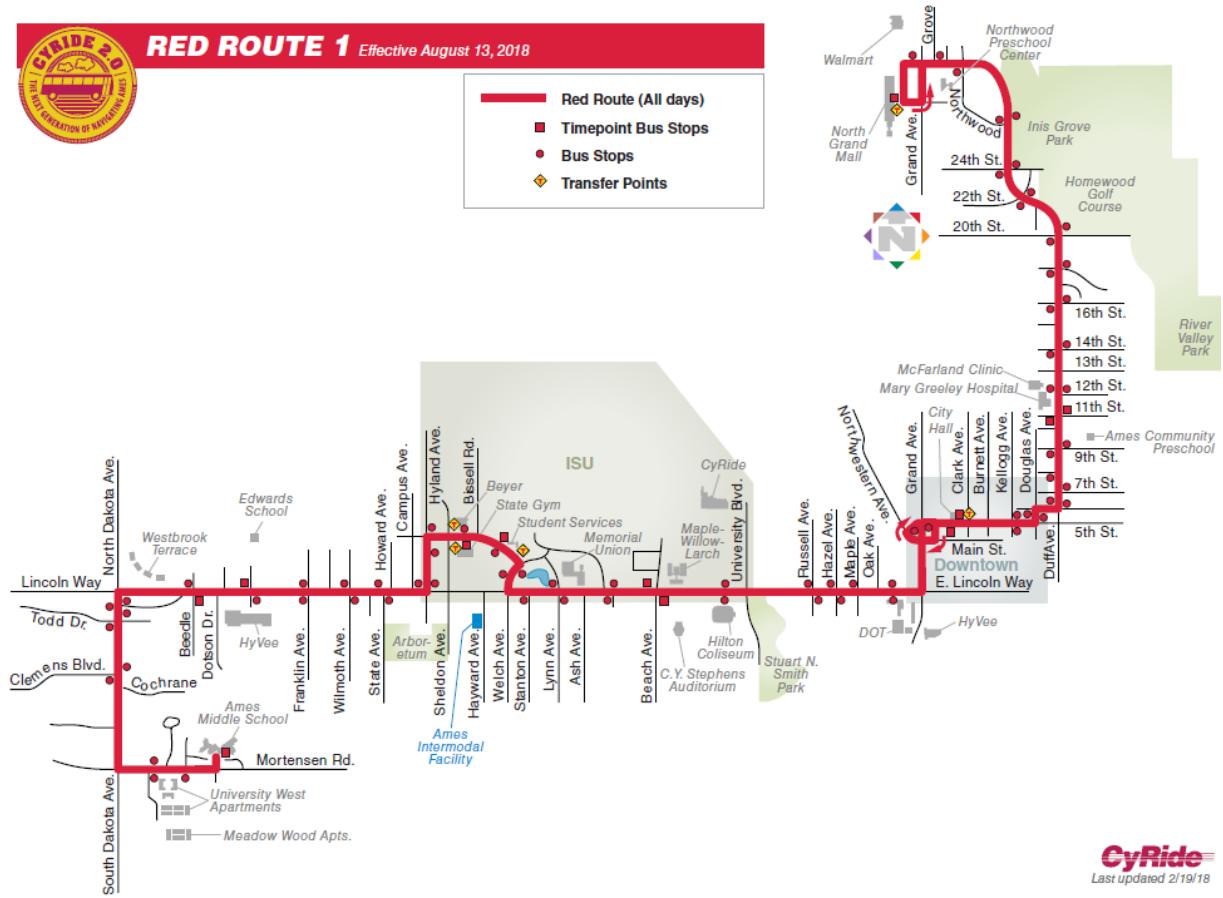 RED ROUTE 1 Effective August 13, 2018
CYRIDE 2.0
THE NEXT GENERATION OF NAVIGATING AMES
Red Route (All days)
Timepoint Bus Stops
Bus Stops
Transfer Points
T
Walmart
Grove
Northwood
Preschool
Center
North
Grand
Mall
Grand Ave.
Northwood
Inis Grove
Park
24th St.
22th St.
20th St.
Homewood
Golf
Course
N
16th St.
14th St.
13th St.
12th St.
11th St.
9th St.
7th St.
5th St.
River
Valley
Park
McFarland Clinic
Mary Greeley Hospital
Ames Community
Preschool
Northwestern Ave.
Grand Ave.
City
Hall
Clark Ave.
Burnett Ave.
Kellogg Ave.
Douglas Ave.
Duff Ave.
Main St.
Downtown
E. Lincoln Way
ISU
CyRide
Campus Ave.
Hyland Ave.
Bissell Rd.
Beyer
State Gym
Student Services
Memorial
Union
Maple-
Willow-
Larch
University Blvd.
Russell Ave.
Hazel Ave.
Maple Ave.
Oak Ave.
North Dakota Ave.
Westbrook
Terrace
Edwards
School
Howard Ave.
Lincoln Way
Todd Dr.
Beedle
Dotson Dr.
HyVee
Franklin Ave.
Wilmoth Ave.
State Ave.
Arbor-
etum
Sheldon Ave.
Hayward Ave.
Welch Ave.
Stanton Ave.
Lynn Ave.
Ash Ave.
Beach Ave.
C.Y. Stephens
Auditorium
Hilton
Coliseum
Stuart N.
Smith
Park
DOT
HyVee
Clemens Blvd.
Cochrane
Ames
Middle School
Ames
Intermodal
Facility
Mortensen Rd.
South Dakota Ave.
University West
Apartments
Meadow Wood Apts.
CyRide
Last updated 2/19/18